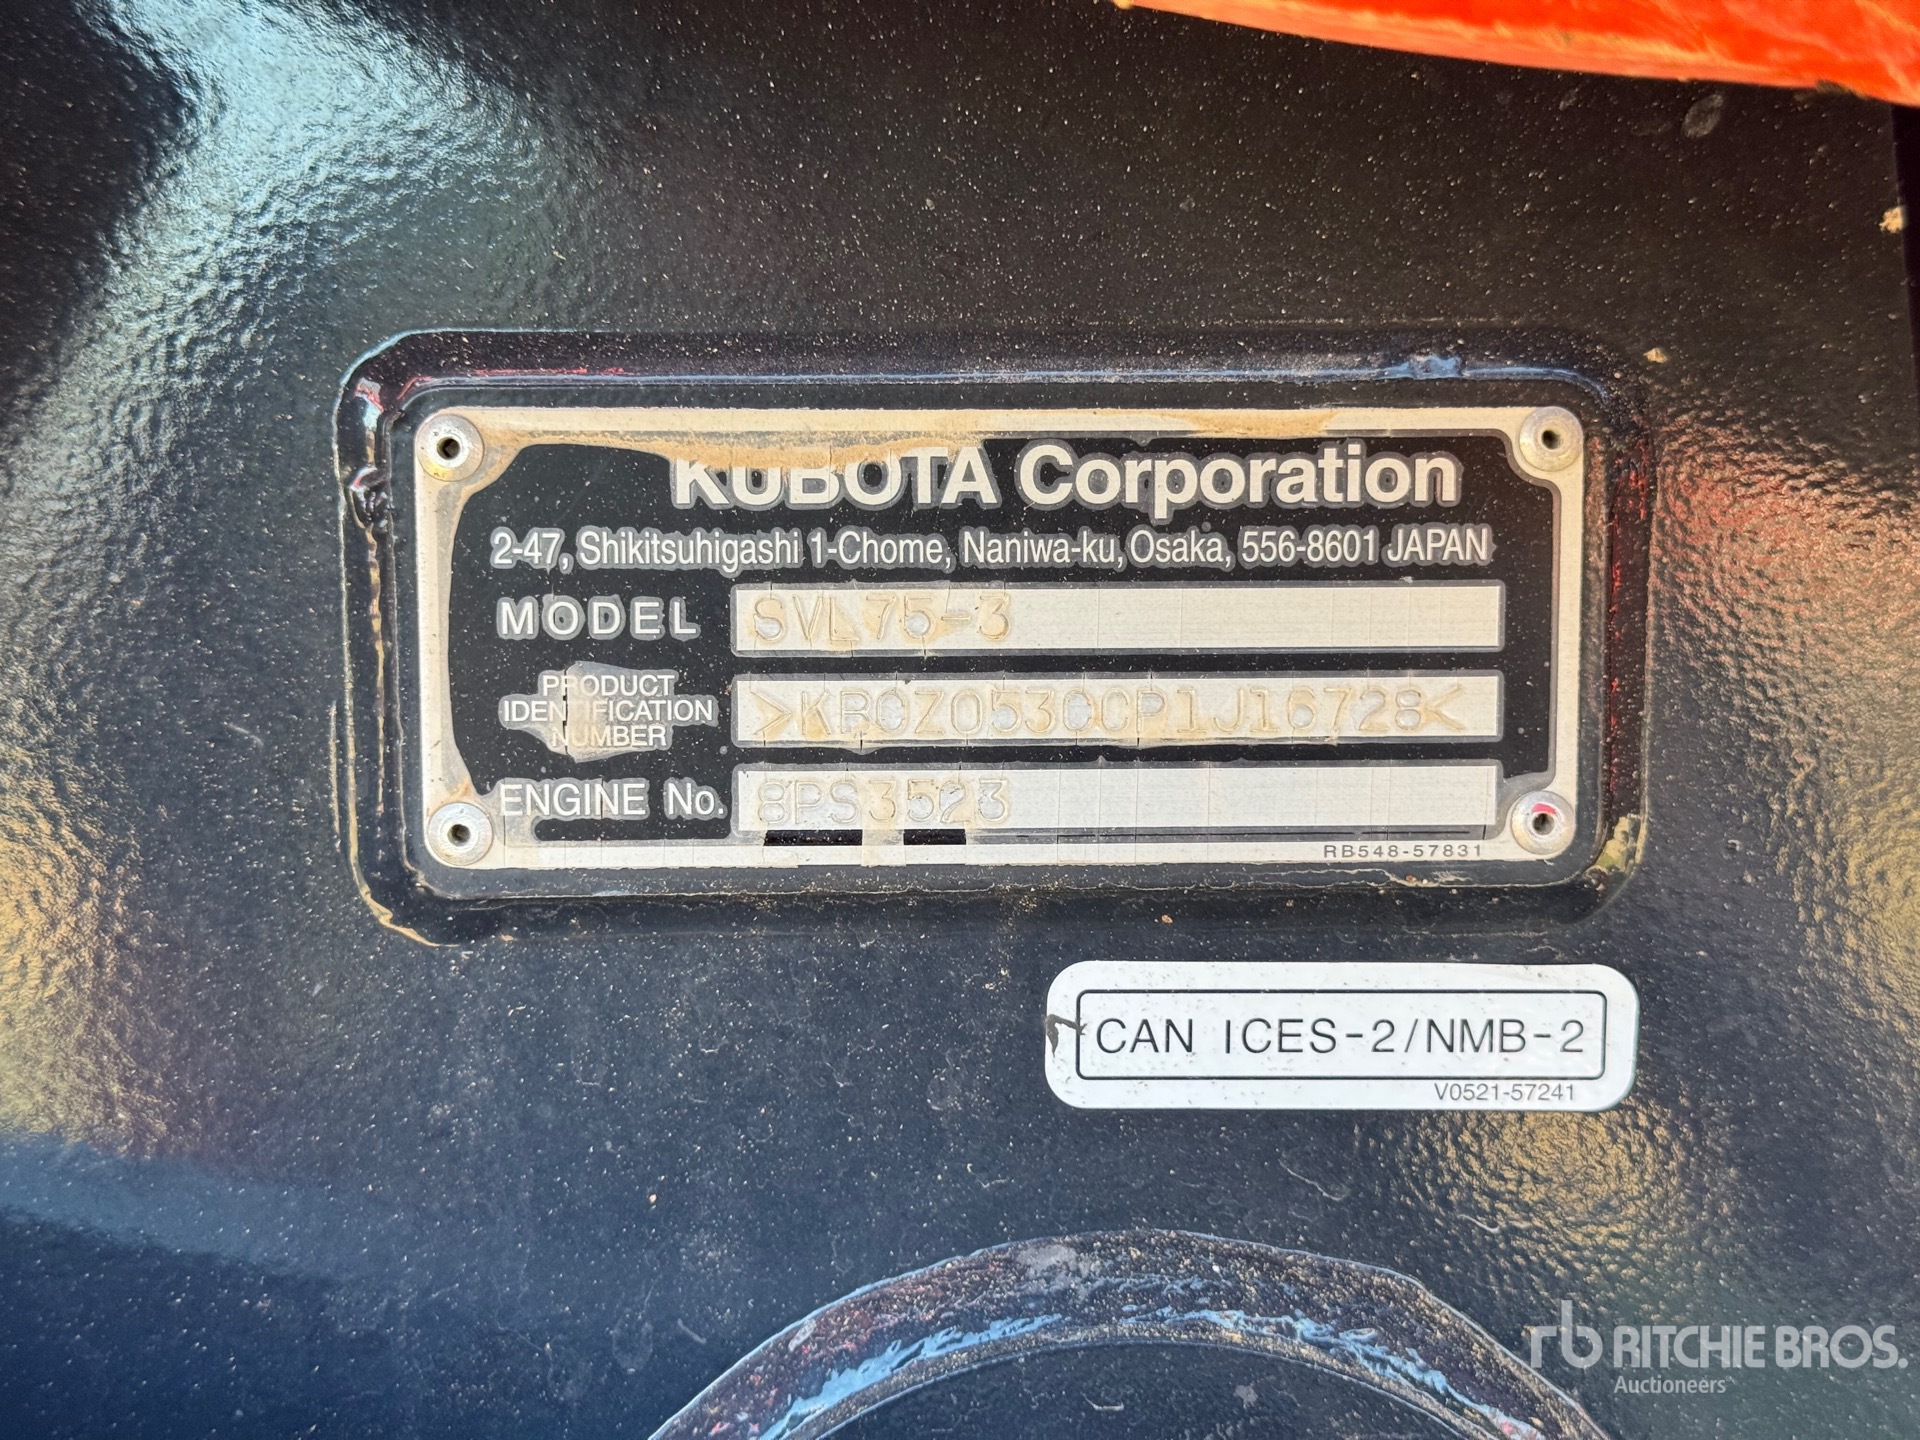 KUBOTA Corporation
2-47, Shikitsuhigashi 1-Chome, Naniwa-ku, Osaka, 556-8601 JAPAN
MODEL SVL75-3
PRODUCT IDENTIFICATION NUMBER >KBCZ053CCP1J16728<
ENGINE No. 8PS3523
RB548-57831
CAN ICES-2/NMB-2
V0521-57241
rb RITCHIE BROS.
Auctioneers